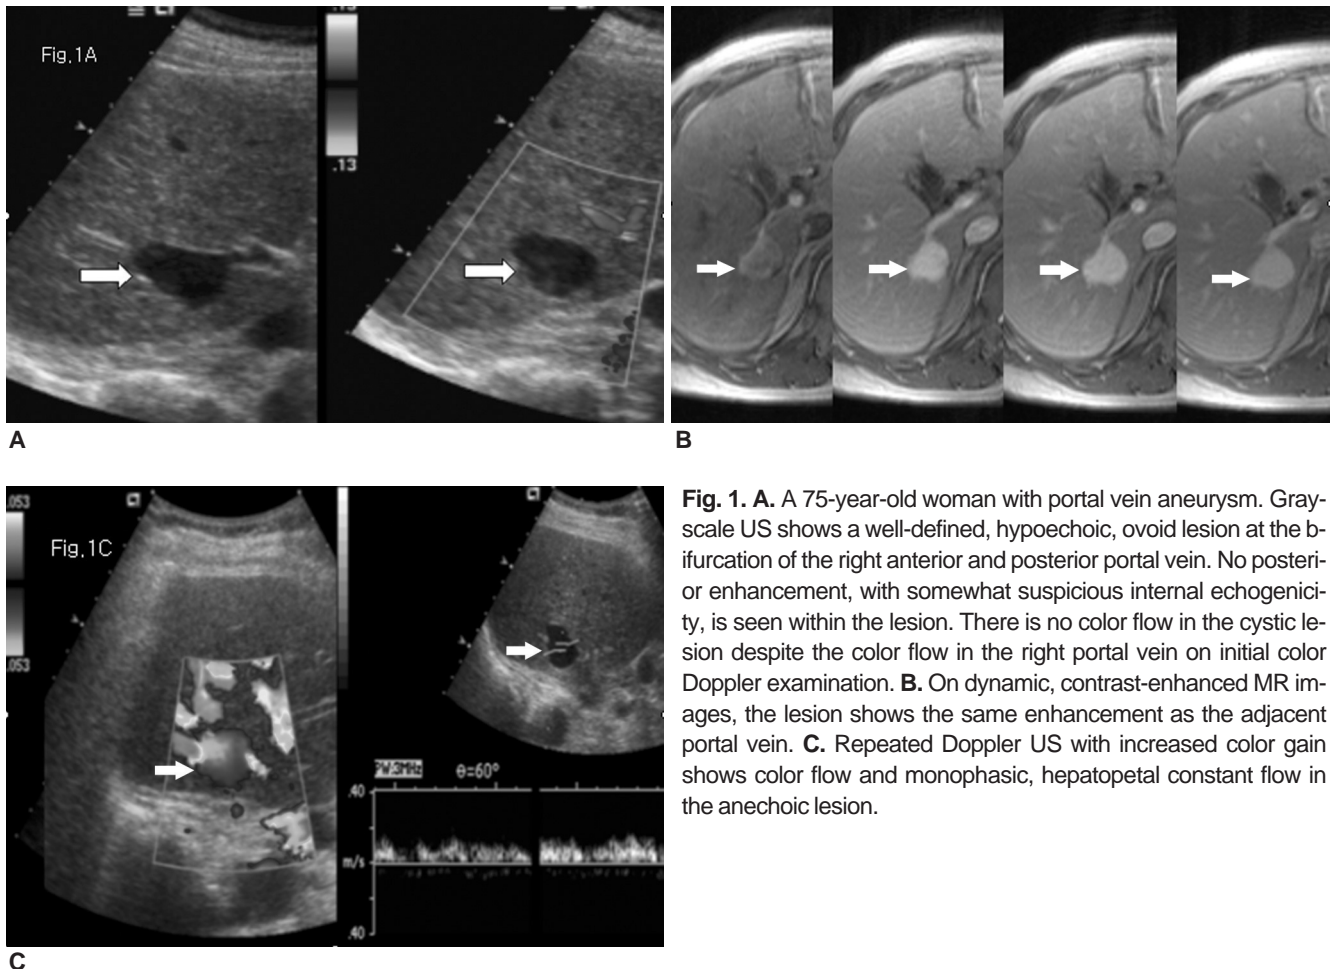 Fig.1A
.13
.13
A
B
.053
.053
Fig.1C
PW:3MHz θ=60°
.40
m/s
.40
C
Fig. 1. A. A 75-year-old woman with portal vein aneurysm. Gray-
scale US shows a well-defined, hypoechoic, ovoid lesion at the b-
ifurcation of the right anterior and posterior portal vein. No posteri-
or enhancement, with somewhat suspicious internal echogenici-
ty, is seen within the lesion. There is no color flow in the cystic le-
sion despite the color flow in the right portal vein on initial color
Doppler examination. B. On dynamic, contrast-enhanced MR im-
ages, the lesion shows the same enhancement as the adjacent
portal vein. C. Repeated Doppler US with increased color gain
shows color flow and monophasic, hepatopetal constant flow in
the anechoic lesion.